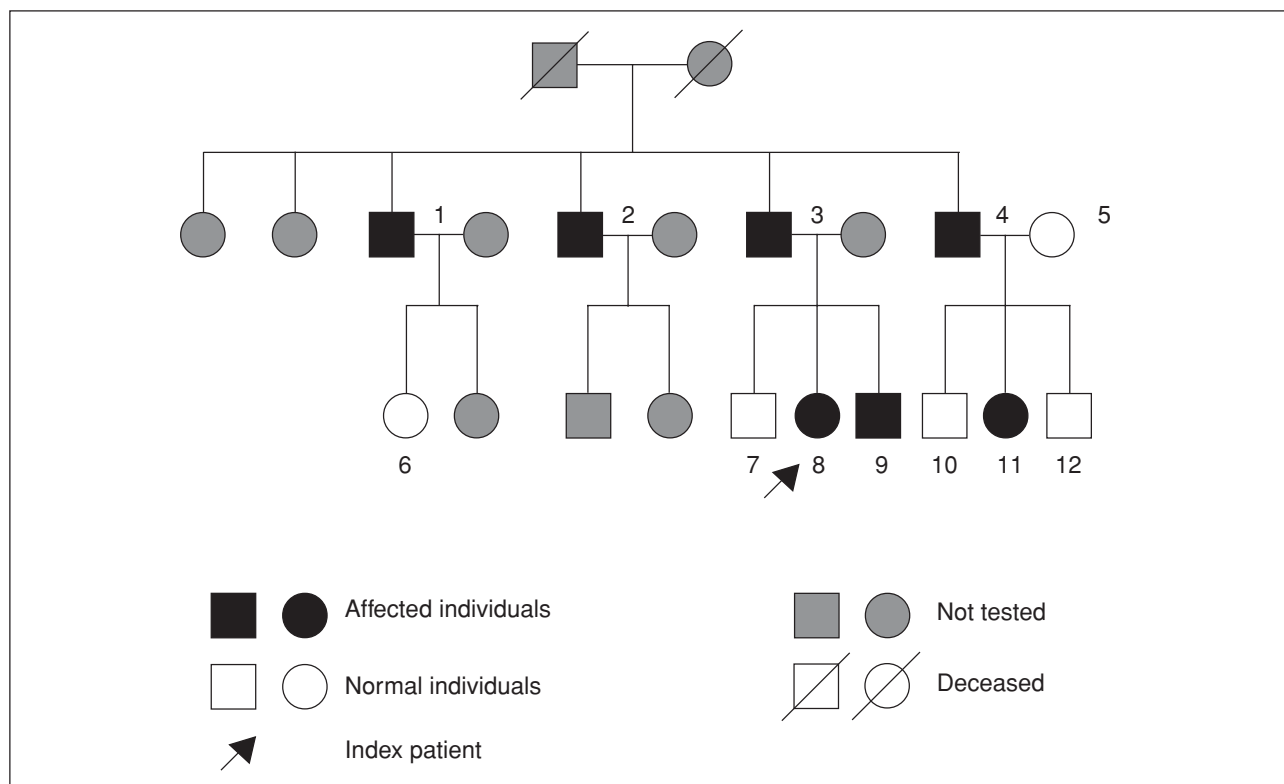 1 2 3 4 5
6 7 8 9 10 11 12
Affected individuals
Not tested
Normal individuals
Deceased
Index patient